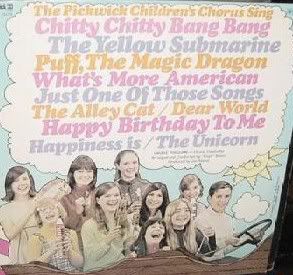 The Pickwick Children's Chorus Sing
Chitty Chitty Bang Bang
The Yellow Submarine
Puff, The Magic Dragon
What's More American
Just One Of Those Songs
The Alley Cat / Dear World
Happy Birthday To Me
Happiness is / The Unicorn